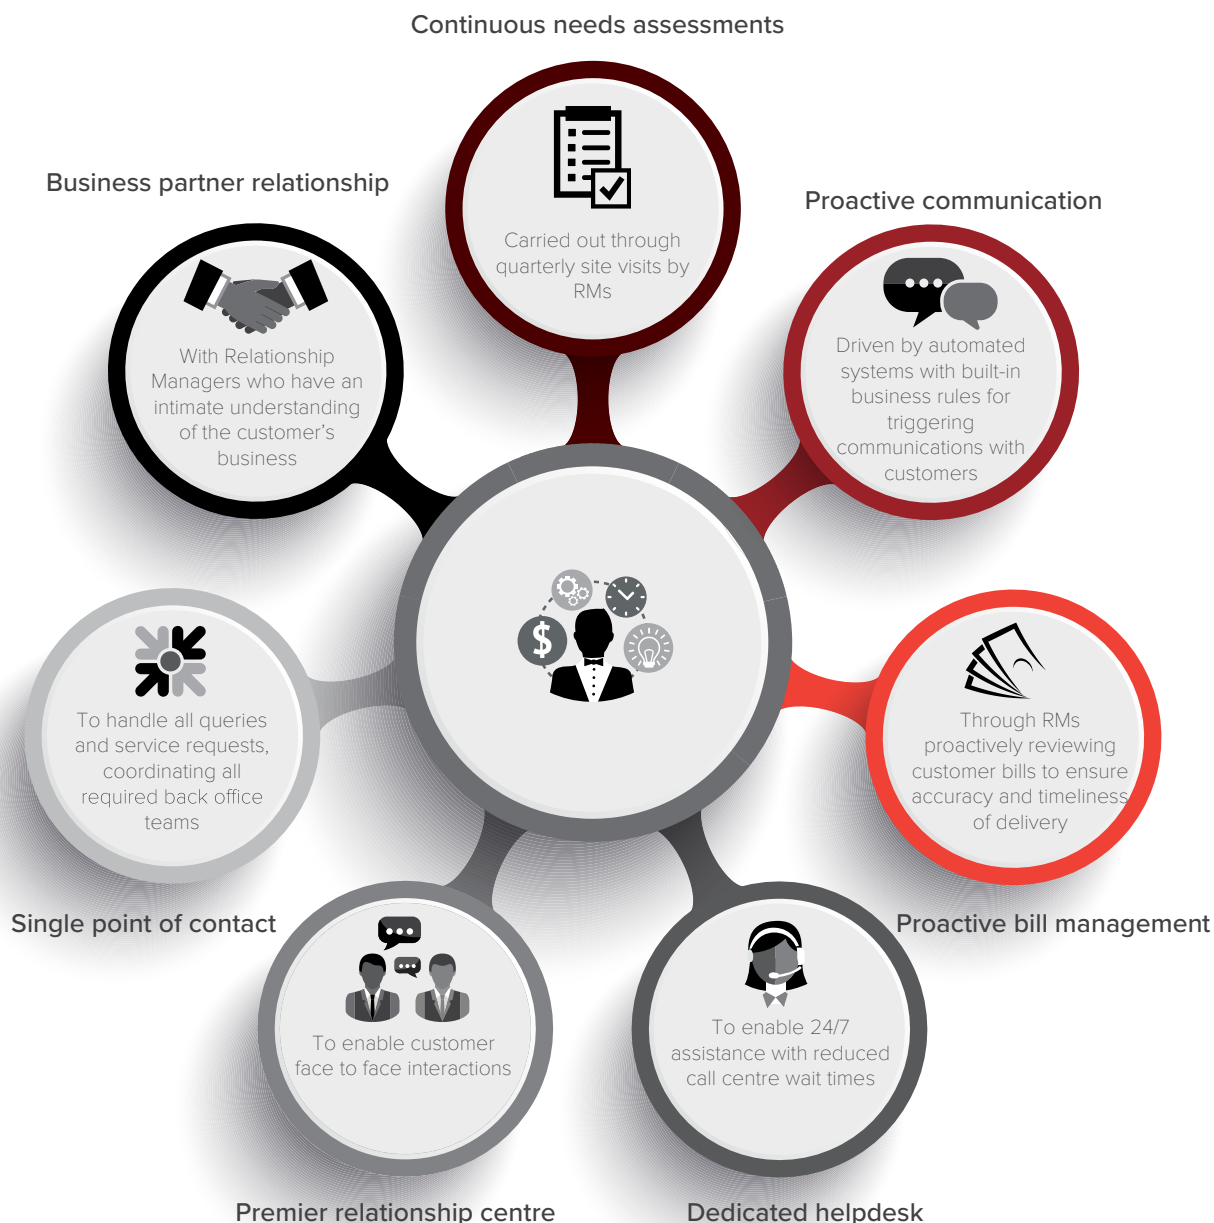 Continuous needs assessments
Carried out through
quarterly site visits by
RMs
Business partner relationship
With Relationship
Managers who have an
intimate understanding
of the customer's
business
Proactive communication
Driven by automated
systems with built-in
business rules for
triggering
communications with
customers
$
To handle all queries
and service requests,
coordinating all
required back office
teams
Single point of contact
Through RMs
proactively reviewing
customer bills to ensure
accuracy and timeliness
of delivery
Proactive bill management
To enable customer
face to face interactions
Premier relationship centre
To enable 24/7
assistance with reduced
call centre wait times
Dedicated helpdesk